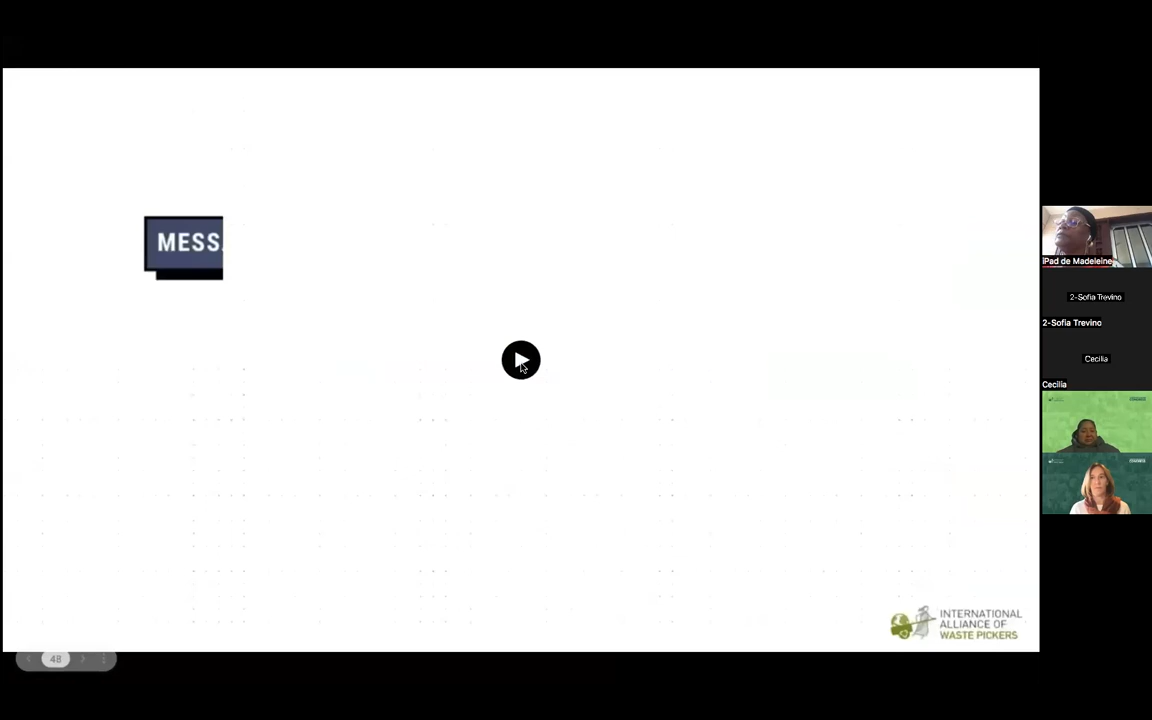 MESS
iPad de Madeleine
2-Sofia Trevino
2-Sofia Trevino
Cecilia
Cecilia
INTERNATIONAL
ALLIANCE OF
WASTE PICKERS
48